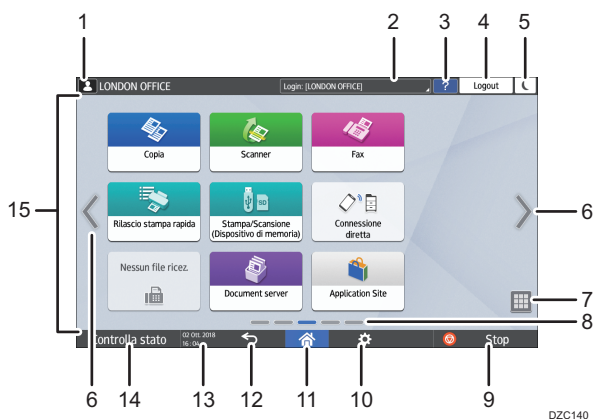 1
2
3
4
5
LONDON OFFICE
Login: [LONDON OFFICE]
?
Logout
Copia
Scanner
Fax
15
6
Rilascio stampa rapida
SD
Stampa/Scansione
(Dispositivo di memoria)
Connessione
diretta
Nessun file ricez.
7
Document server
Application Site
8
Controlla stato
02 Ott. 2018
16 : 04
Stop
6
14
13
12
11
10
9
DZC140